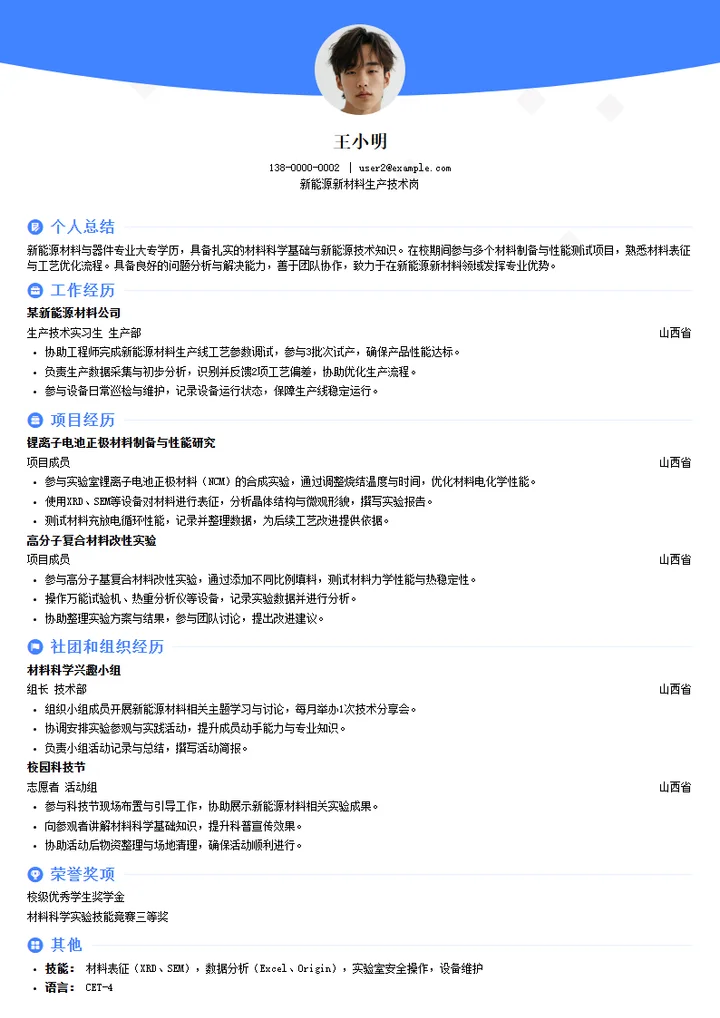 王小明
138-0000-0002 | user2@example.com
新能源新材料生产技术岗
个人总结
新能源材料与器件专业大专学历，具备扎实的材料科学基础与新能源技术知识。在校期间参与多个材料制备与性能测试项目，熟悉材料表征
与工艺优化流程。具备良好的问题分析与解决能力，善于团队协作，致力于在新能源新材料领域发挥专业优势。
工作经历
某新能源材料公司
生产技术实习生 生产部 山西省
• 协助工程师完成新能源材料生产线工艺参数调试，参与3批次试产，确保产品性能达标。
• 负责生产数据采集与初步分析，识别并反馈2项工艺偏差，协助优化生产流程。
• 参与设备日常巡检与维护，记录设备运行状态，保障生产线稳定运行。
项目经历
锂离子电池正极材料制备与性能研究
项目成员 山西省
• 参与实验室锂离子电池正极材料（NCM）的合成实验，通过调整烧结温度与时间，优化材料电化学性能。
• 使用XRD、SEM等设备对材料进行表征，分析晶体结构与微观形貌，撰写实验报告。
• 测试材料充放电循环性能，记录并整理数据，为后续工艺改进提供依据。
高分子复合材料改性实验
项目成员 山西省
• 参与高分子基复合材料改性实验，通过添加不同比例填料，测试材料力学性能与热稳定性。
• 操作万能试验机、热重分析仪等设备，记录实验数据并进行分析。
• 协助整理实验方案与结果，参与团队讨论，提出改进建议。
社团和组织经历
材料科学兴趣小组
组长 技术部 山西省
• 组织小组成员开展新能源材料相关主题学习与讨论，每月举办1次技术分享会。
• 协调安排实验参观与实践活动，提升成员动手能力与专业知识。
• 负责小组活动记录与总结，撰写活动简报。
校园科技节
志愿者 活动组 山西省
• 参与科技节现场布置与引导工作，协助展示新能源材料相关实验成果。
• 向参观者讲解材料科学基础知识，提升科普宣传效果。
• 协助活动后物资整理与场地清理，确保活动顺利进行。
荣誉奖项
校级优秀学生奖学金
材料科学实验技能竞赛三等奖
其他
• 技能： 材料表征（XRD、SEM），数据分析（Excel、Origin），实验室安全操作，设备维护
• 语言： CET-4